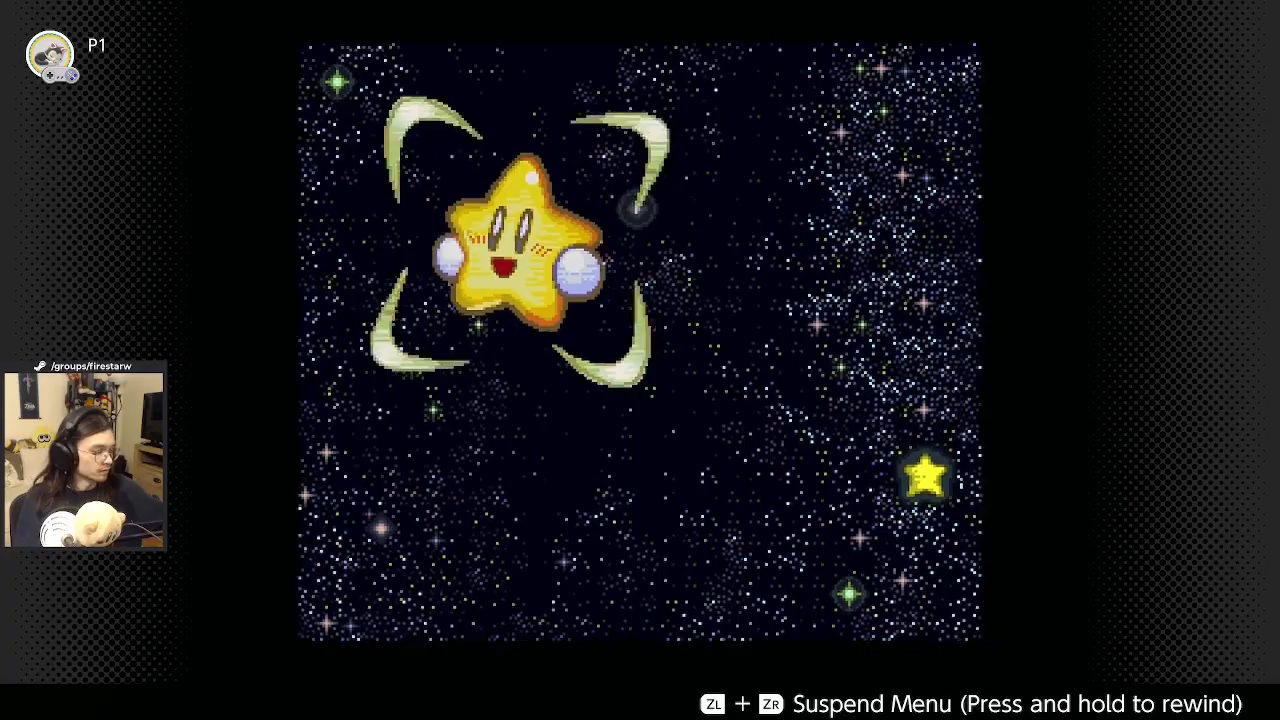 P1
/groups/firestarw
ZL + ZR Suspend Menu (Press and hold to rewind)